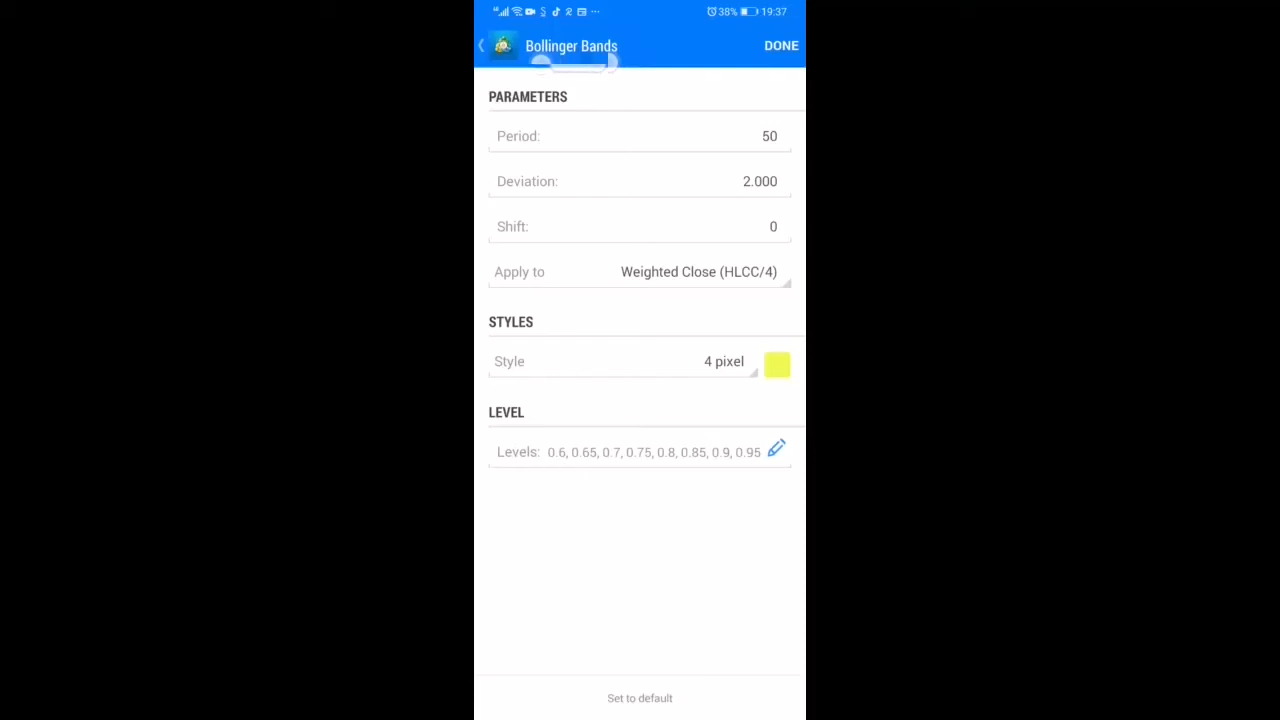 38% 19:37
Bollinger Bands DONE
PARAMETERS
Period: 50
Deviation: 2.000
Shift: 0
Apply to Weighted Close (HLCC/4)
STYLES
Style 4 pixel
LEVEL
Levels: 0.6, 0.65, 0.7, 0.75, 0.8, 0.85, 0.9, 0.95
Set to default